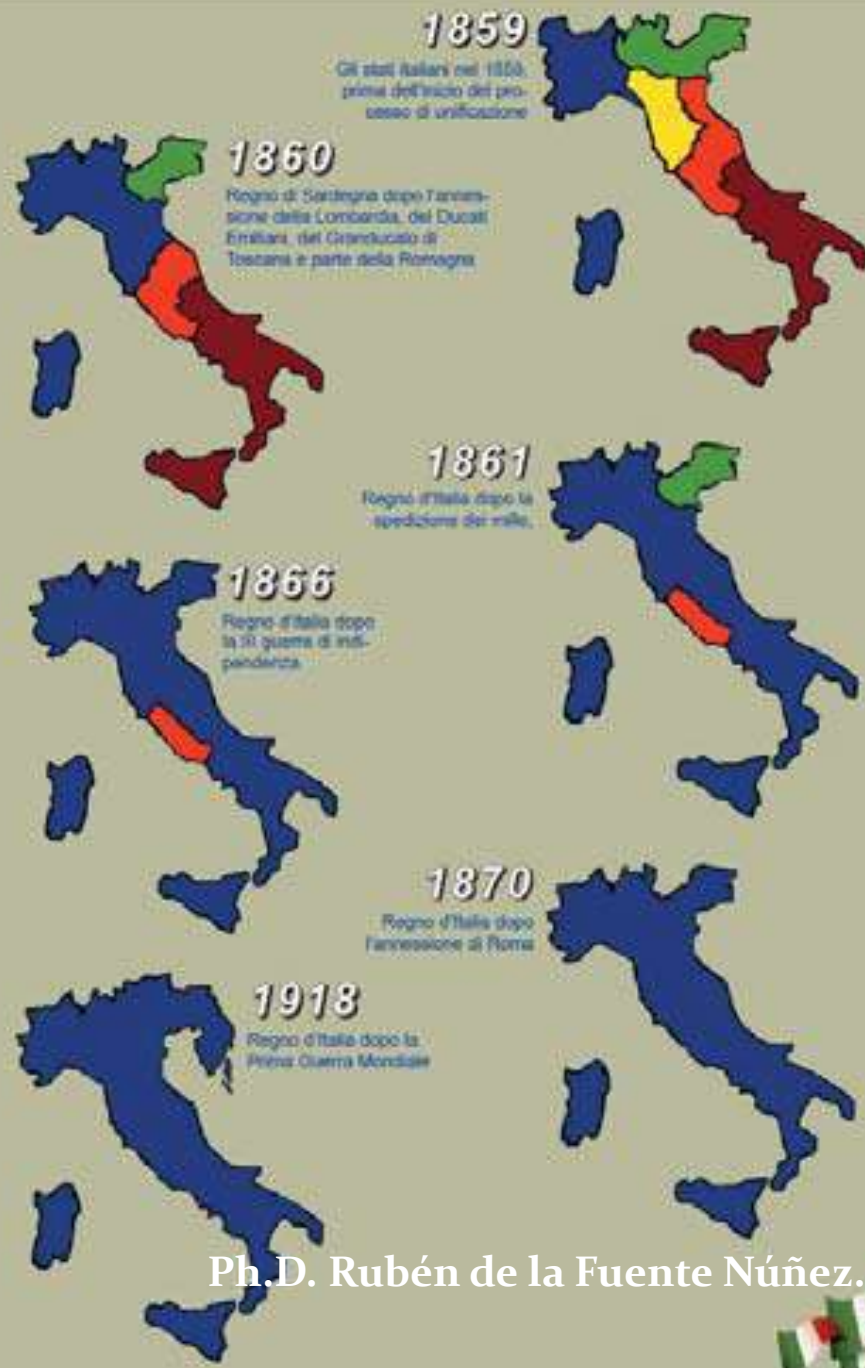 1859
Gli stati italiani nel 1859,
prima dell'inizio del pro-
cesso di unificazione
1860
Regno di Sardegna dopo l'annes-
sione della Lombardia, dei Ducati
Emiliani, del Granducato di
Toscana e parte della Romagna
1861
Regno d'Italia dopo la
spedizione dei mille.
1866
Regno d'Italia dopo
la III guerra di indi-
pendenza
1870
Regno d'Italia dopo
l'annessione di Roma
1918
Regno d'Italia dopo la
Prima Guerra Mondiale
Ph.D. Rubén de la Fuente Núñez.